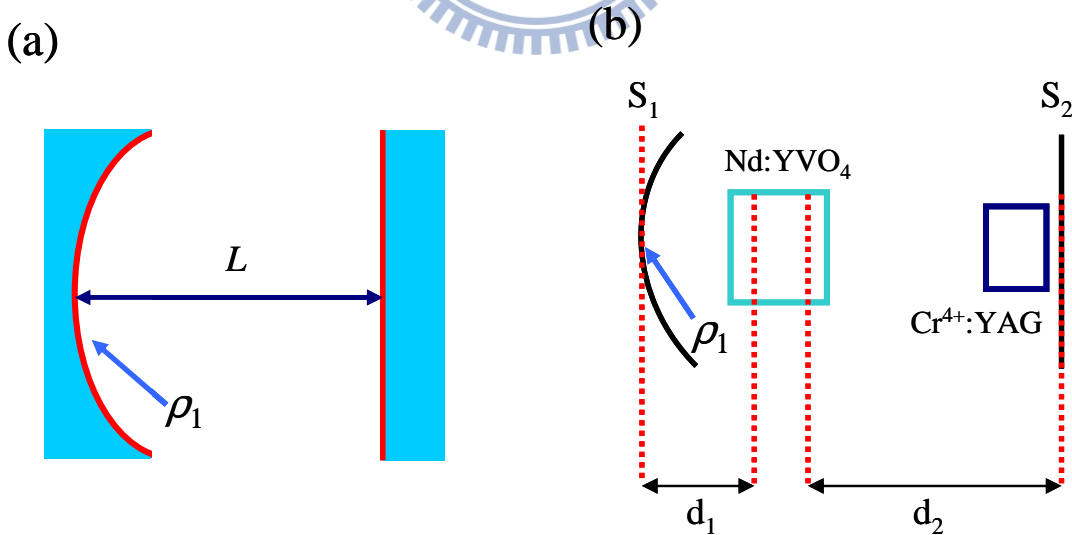 (a)
L
ρ₁
(b)
S₁
S₂
Nd:YVO₄
Cr⁴⁺:YAG
ρ₁
d₁
d₂